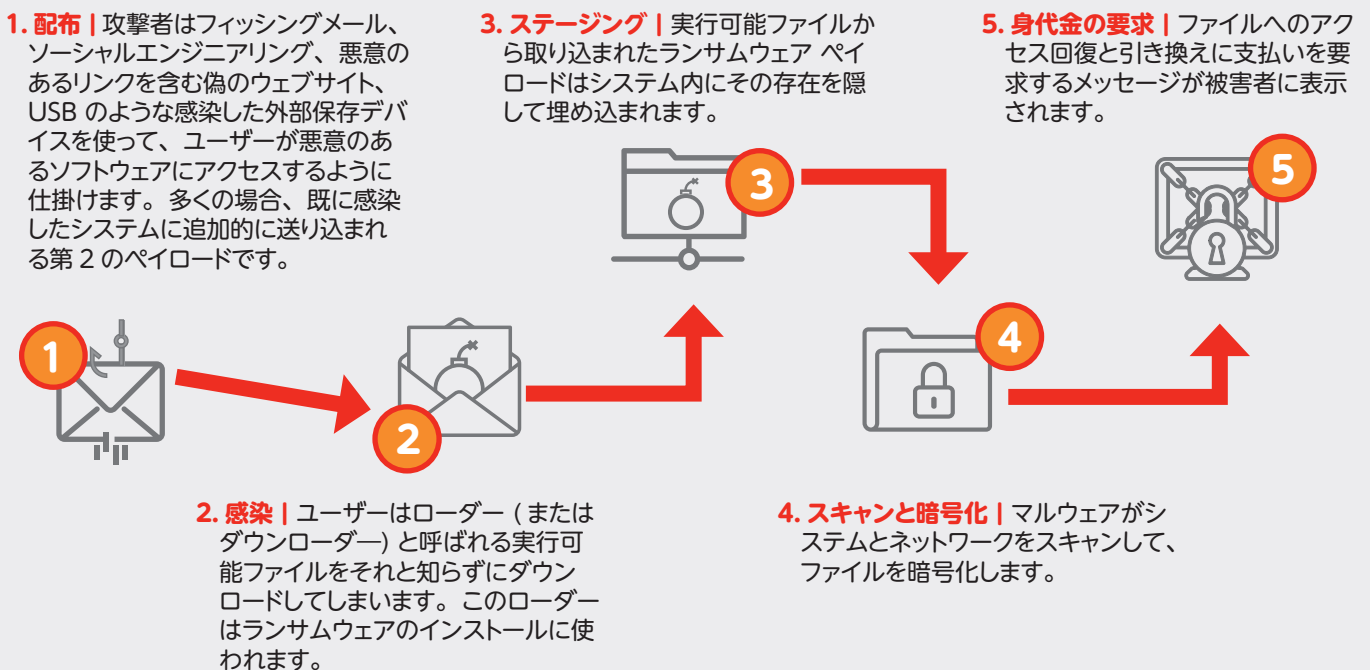 1. 配布 | 攻撃者はフィッシングメール、
ソーシャルエンジニアリング、悪意の
あるリンクを含む偽のウェブサイト、
USB のような感染した外部保存デバ
イスを使って、ユーザーが悪意のあ
るソフトウェアにアクセスするように
仕掛けます。多くの場合、既に感染
したシステムに追加的に送り込まれ
る第 2 のペイロードです。
1
2
2. 感染 | ユーザーはローダー ( または
ダウンローダ―) と呼ばれる実行可
能ファイルをそれと知らずにダウン
ロードしてしまいます。このローダー
はランサムウェアのインストールに使
われます。
3. ステージング | 実行可能ファイルか
ら取り込まれたランサムウェア ペイ
ロードはシステム内にその存在を隠
して埋め込まれます。
3
4
4. スキャンと暗号化 | マルウェアがシ
ステムとネットワークをスキャンして、
ファイルを暗号化します。
5. 身代金の要求 | ファイルへのアク
セス回復と引き換えに支払いを要
求するメッセージが被害者に表示
されます。
5